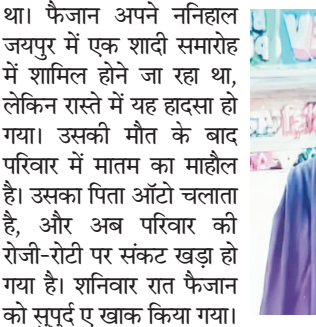 था। फैजान अपने ननिहाल
जयपुर में एक शादी समारोह
में शामिल होने जा रहा था,
लेकिन रास्ते में यह हादसा हो
गया। उसकी मौत के बाद
परिवार में मातम का माहौल
है। उसका पिता ऑटो चलाता
है, और अब परिवार की
रोजी-रोटी पर संकट खड़ा हो
गया है। शनिवार रात फैजान
को सुपुर्द ए खाक किया गया।